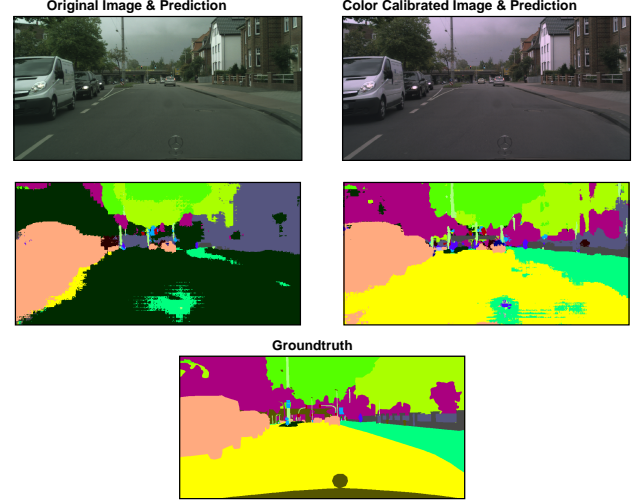 Original Image & Prediction
Color Calibrated Image & Prediction
Groundtruth